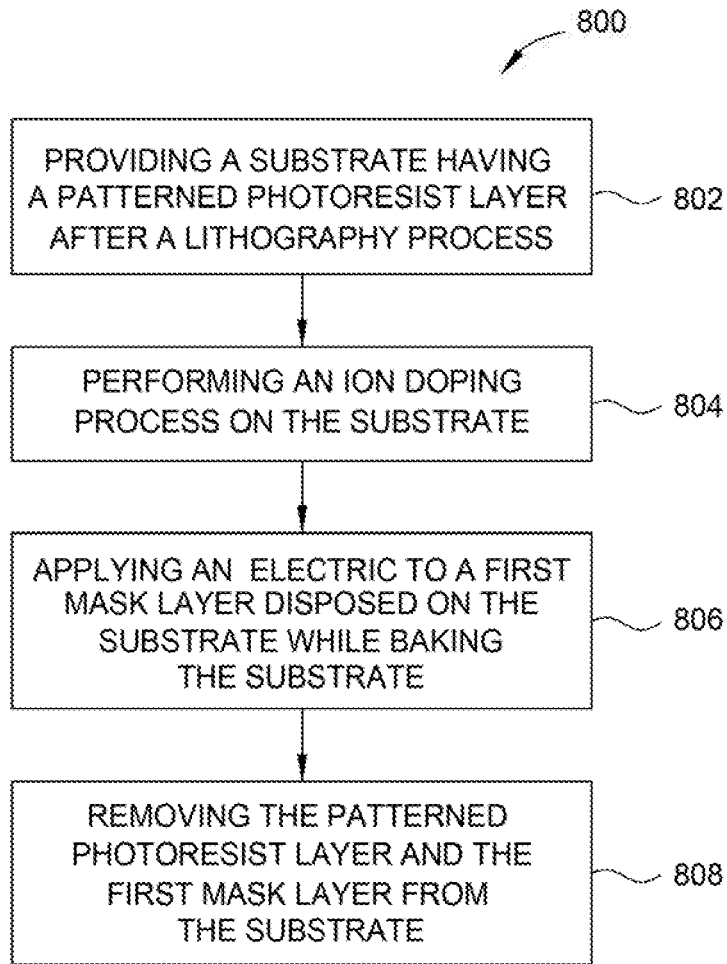 800
PROVIDING A SUBSTRATE HAVING
A PATTERNED PHOTORESIST LAYER
AFTER A LITHOGRAPHY PROCESS
802
PERFORMING AN ION DOPING
PROCESS ON THE SUBSTRATE
804
APPLYING AN ELECTRIC TO A FIRST
MASK LAYER DISPOSED ON THE
SUBSTRATE WHILE BAKING
THE SUBSTRATE
806
REMOVING THE PATTERNED
PHOTORESIST LAYER AND THE
FIRST MASK LAYER FROM
THE SUBSTRATE
808